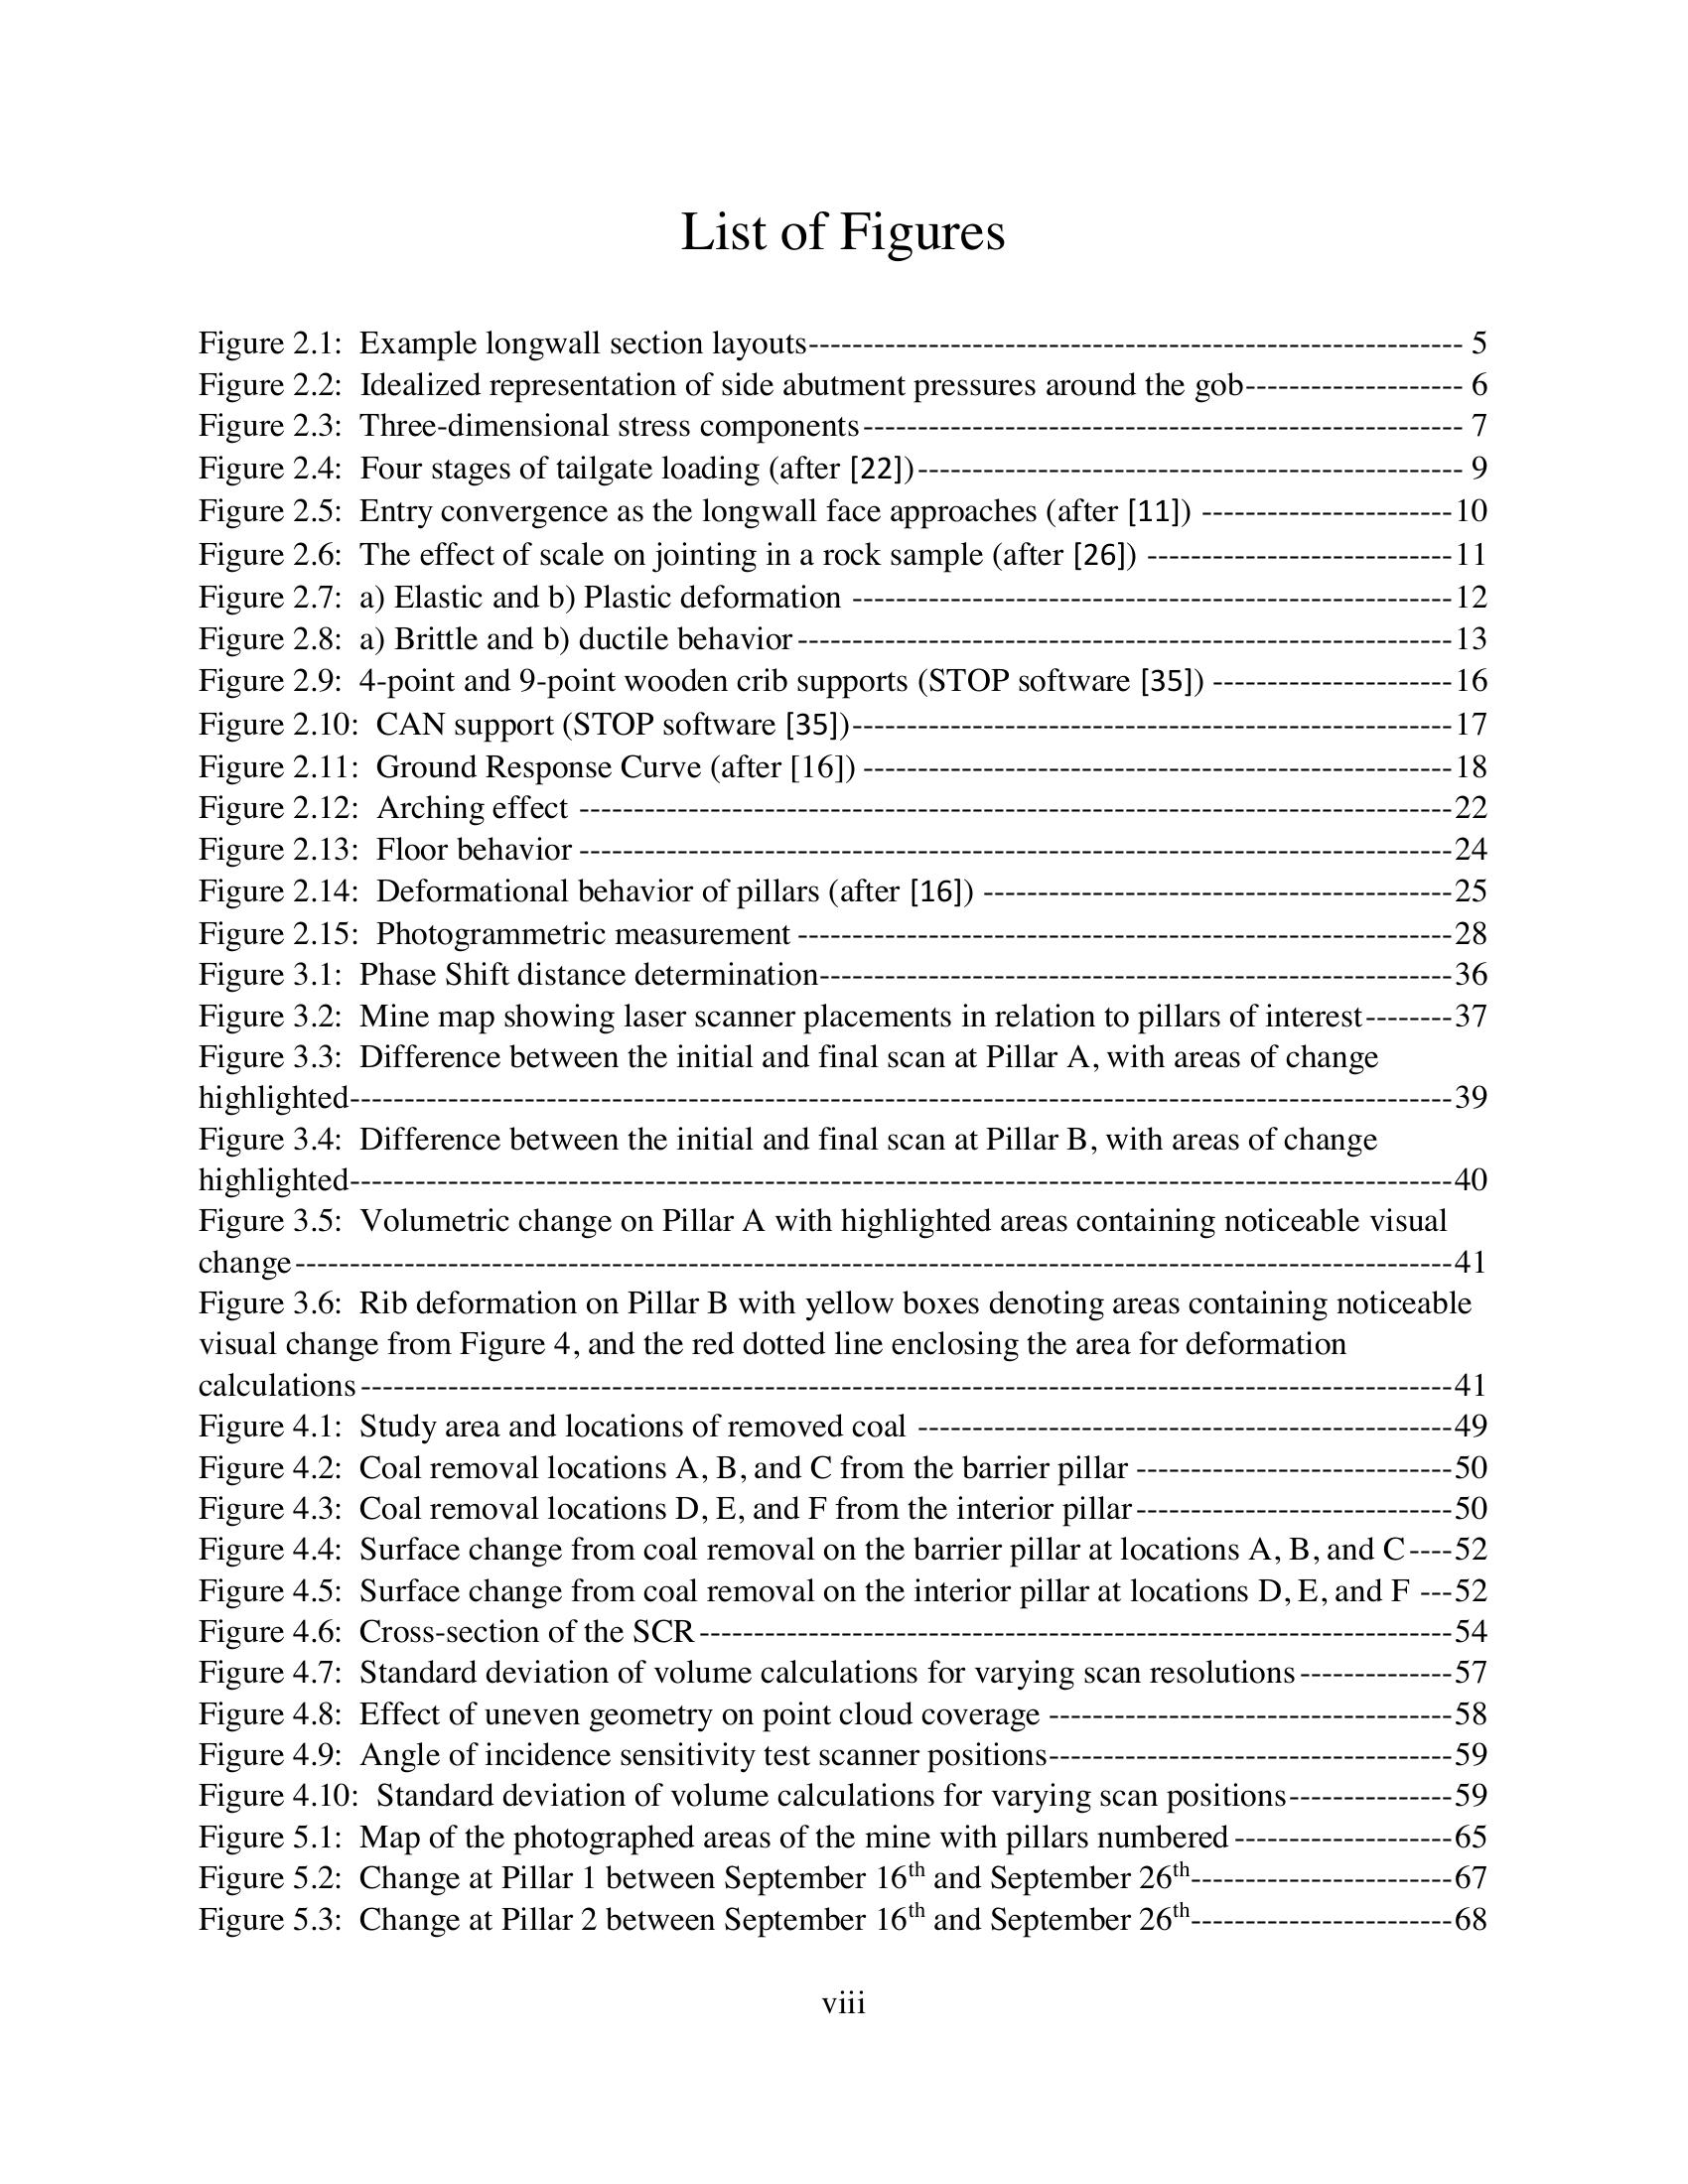 List of Figures
Figure 2.1:  Example longwall section layouts------------------------------------------------------------ 5
Figure 2.2:  Idealized representation of side abutment pressures around the gob-------------------- 6
Figure 2.3:  Three-dimensional stress components------------------------------------------------------- 7
Figure 2.4:  Four stages of tailgate loading (after [22])-------------------------------------------------- 9
Figure 2.5:  Entry convergence as the longwall face approaches (after [11]) -----------------------10
Figure 2.6:  The effect of scale on jointing in a rock sample (after [26]) ----------------------------11
Figure 2.7:  a) Elastic and b) Plastic deformation -------------------------------------------------------12
Figure 2.8:  a) Brittle and b) ductile behavior------------------------------------------------------------13
Figure 2.9:  4-point and 9-point wooden crib supports (STOP software [35]) ----------------------16
Figure 2.10:  CAN support (STOP software [35])-------------------------------------------------------17
Figure 2.11:  Ground Response Curve (after [16]) ------------------------------------------------------18
Figure 2.12:  Arching effect --------------------------------------------------------------------------------22
Figure 2.13:  Floor behavior --------------------------------------------------------------------------------24
Figure 2.14:  Deformational behavior of pillars (after [16]) -------------------------------------------25
Figure 2.15:  Photogrammetric measurement ------------------------------------------------------------28
Figure 3.1:  Phase Shift distance determination----------------------------------------------------------36
Figure 3.2:  Mine map showing laser scanner placements in relation to pillars of interest--------37
Figure 3.3:  Difference between the initial and final scan at Pillar A, with areas of change
highlighted-----------------------------------------------------------------------------------------------------39
Figure 3.4:  Difference between the initial and final scan at Pillar B, with areas of change
highlighted-----------------------------------------------------------------------------------------------------40
Figure 3.5:  Volumetric change on Pillar A with highlighted areas containing noticeable visual
change----------------------------------------------------------------------------------------------------------41
Figure 3.6:  Rib deformation on Pillar B with yellow boxes denoting areas containing noticeable
visual change from Figure 4, and the red dotted line enclosing the area for deformation
calculations----------------------------------------------------------------------------------------------------41
Figure 4.1:  Study area and locations of removed coal -------------------------------------------------49
Figure 4.2:  Coal removal locations A, B, and C from the barrier pillar -----------------------------50
Figure 4.3:  Coal removal locations D, E, and F from the interior pillar-----------------------------50
Figure 4.4:  Surface change from coal removal on the barrier pillar at locations A, B, and C----52
Figure 4.5:  Surface change from coal removal on the interior pillar at locations D, E, and F ---52
Figure 4.6:  Cross-section of the SCR---------------------------------------------------------------------54
Figure 4.7:  Standard deviation of volume calculations for varying scan resolutions--------------57
Figure 4.8:  Effect of uneven geometry on point cloud coverage -------------------------------------58
Figure 4.9:  Angle of incidence sensitivity test scanner positions-------------------------------------59
Figure 4.10:  Standard deviation of volume calculations for varying scan positions---------------59
Figure 5.1:  Map of the photographed areas of the mine with pillars numbered --------------------65
Figure 5.2:  Change at Pillar 1 between September 16th and September 26th------------------------67
Figure 5.3:  Change at Pillar 2 between September 16th and September 26th------------------------68
viii